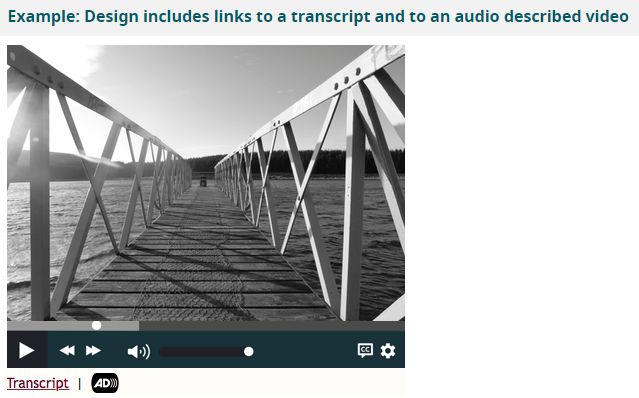 Example: Design includes links to a transcript and to an audio described video
CC
Transcript | AD